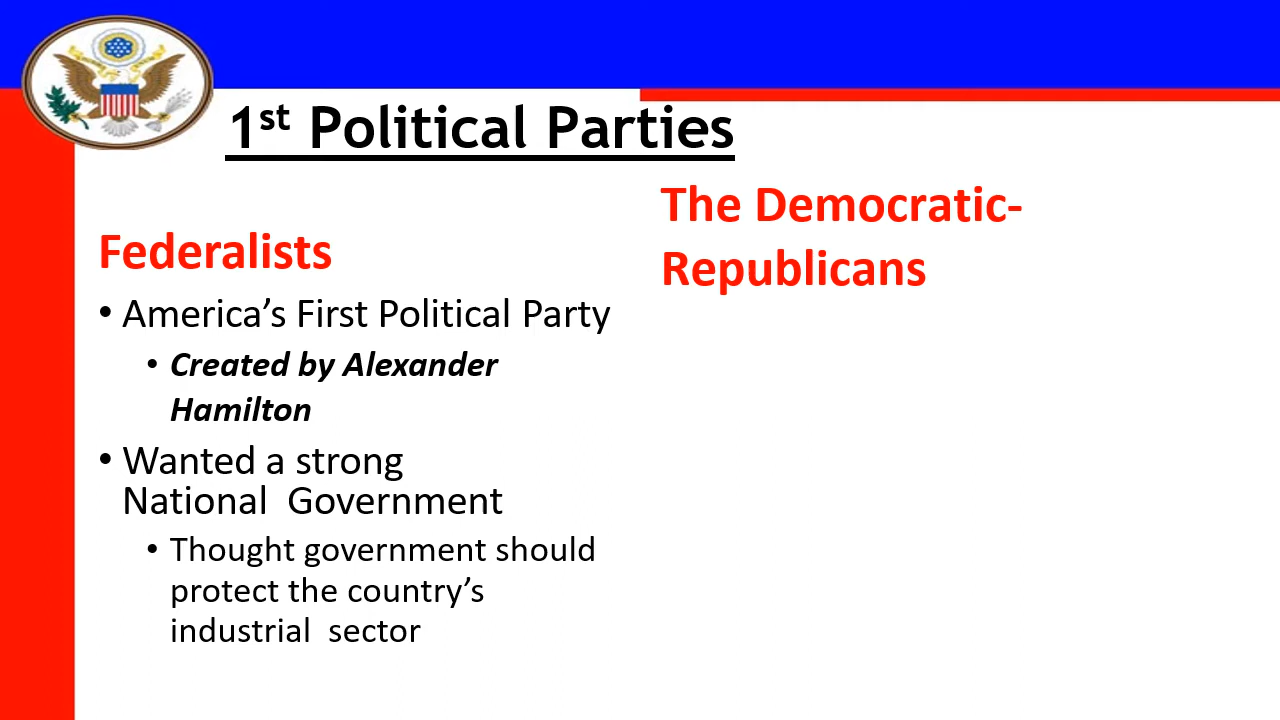 1st Political Parties
Federalists
• America’s First Political Party
• Created by Alexander
Hamilton
• Wanted a strong
National Government
• Thought government should
protect the country’s
industrial sector
The Democratic-
Republicans